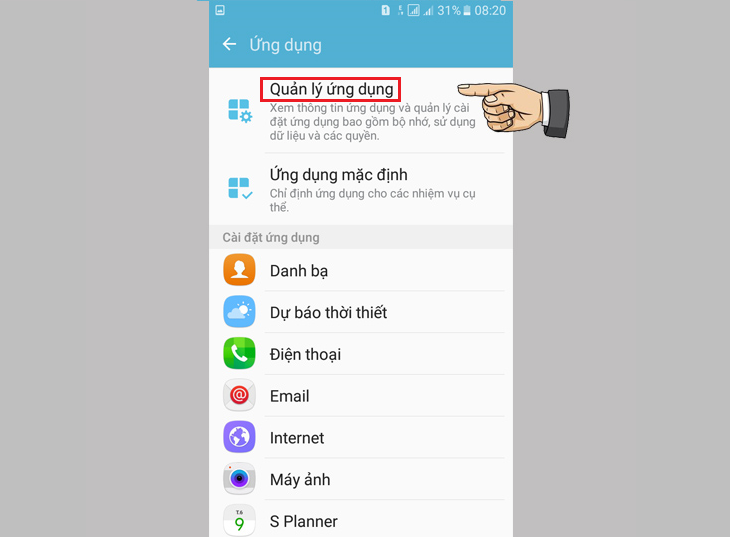 1 31% 08:20
Ứng dụng
Quản lý ứng dụng
Xem thông tin ứng dụng và quản lý cài
đặt ứng dụng bao gồm bộ nhớ, sử dụng
dữ liệu và các quyền.
Ứng dụng mặc định
Chỉ định ứng dụng cho các nhiệm vụ cụ
thể.
Cài đặt ứng dụng
Danh bạ
Dự báo thời thiết
Điện thoại
@ Email
Internet
Máy ảnh
T.6
9
S Planner